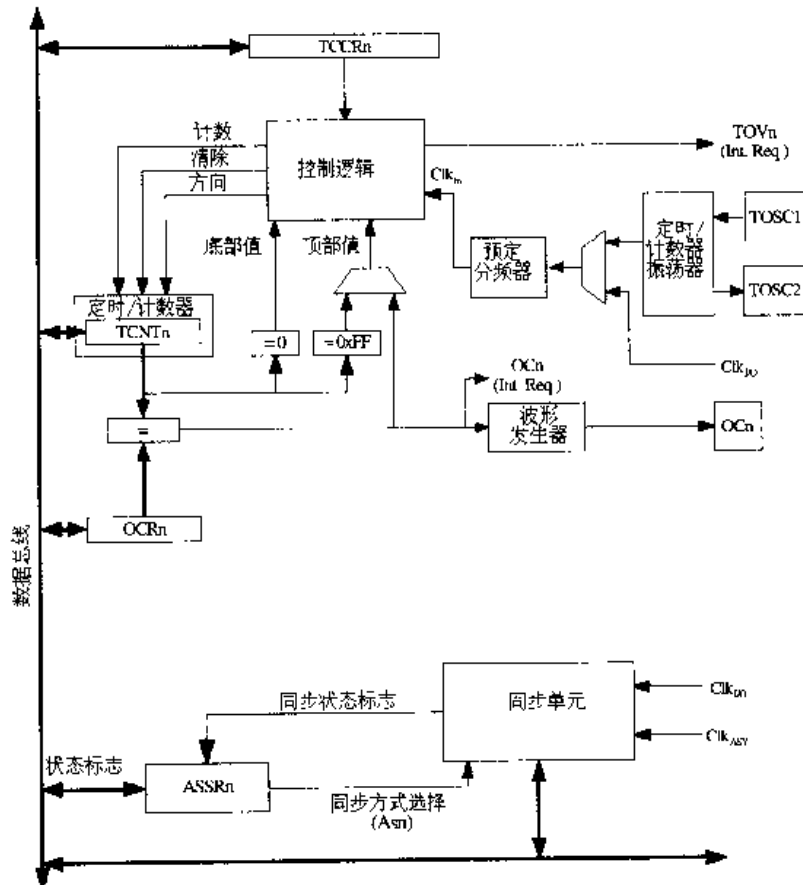 TCCRn
计数
清除
方向
控制逻辑
TOVn
(Int. Req.)
底部值
顶部值
预定
分频器
定时/
计数器
振荡器
TOSC1
TOSC2
定时/计数器
TCNTn
=0
=0xFF
Clk I/O
OCn
(Int. Req.)
=
波形
发生器
OCn
OCRn
数据总线
同步状态标志
同步单元
Clk I/O
Clk ASY
状态标志
ASSRn
同步方式选择
(Asn)